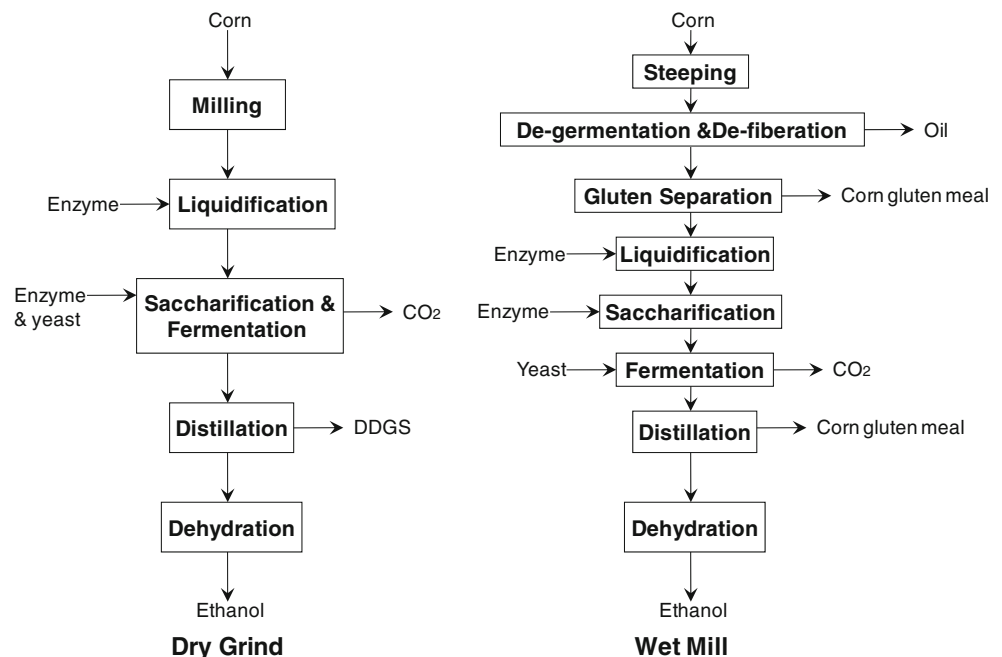 Corn
Milling
Enzyme
Liquidification
Enzyme
& yeast
Saccharification &
Fermentation
CO2
Distillation
DDGS
Dehydration
Ethanol
Dry Grind
Corn
Steeping
De-germentation &De-fiberation
Oil
Gluten Separation
Corn gluten meal
Enzyme
Liquidification
Enzyme
Saccharification
Yeast
Fermentation
CO2
Distillation
Corn gluten meal
Dehydration
Ethanol
Wet Mill